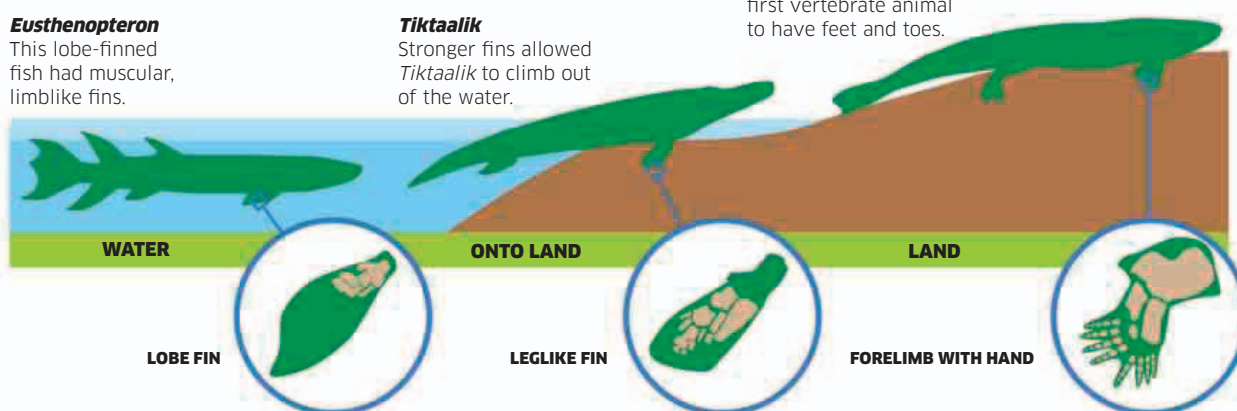 Eusthenopteron
This lobe-finned
fish had muscular,
limblike fins.
Tiktaalik
Stronger fins allowed
Tiktaalik to climb out
of the water.
first vertebrate animal
to have feet and toes.
WATER
ONTO LAND
LAND
LOBE FIN
LEGLIKE FIN
FORELIMB WITH HAND